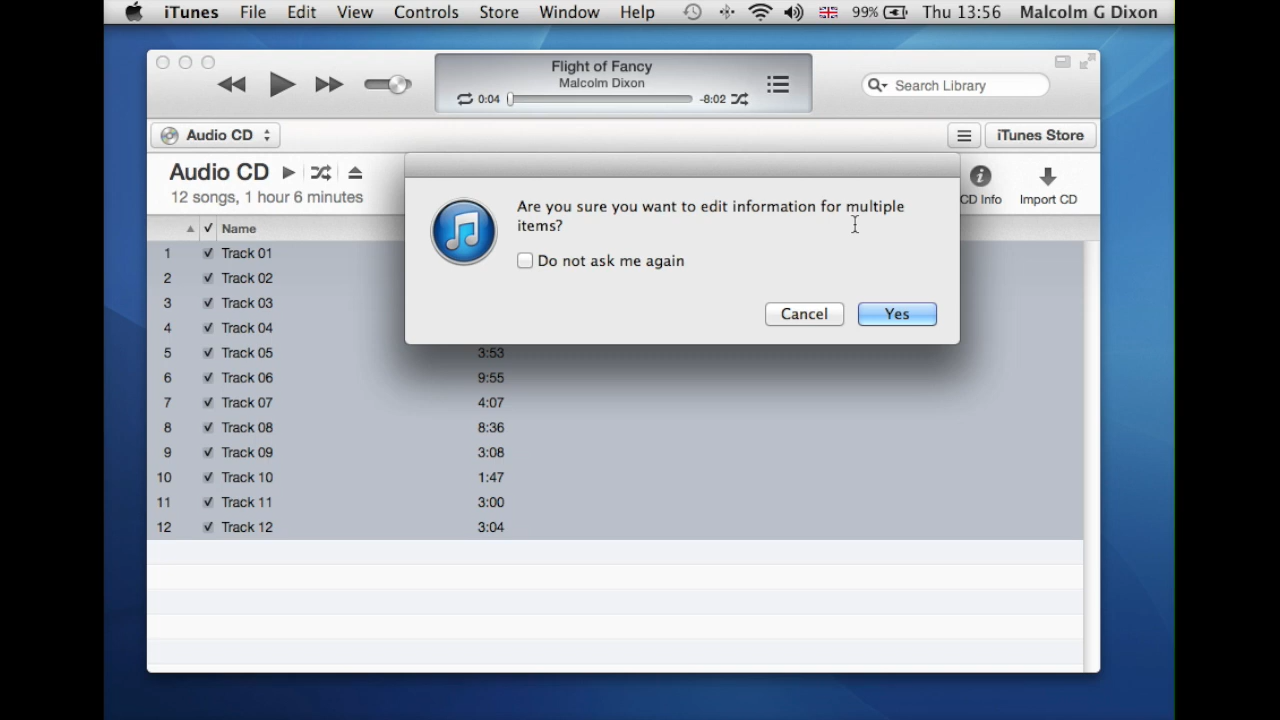 iTunes File Edit View Controls Store Window Help 99% Thu 13:56 Malcolm G Dixon
Flight of Fancy
Malcolm Dixon
0:04 -8:02
Search Library
Audio CD
iTunes Store
Audio CD
12 songs, 1 hour 6 minutes
CD Info
Import CD
Are you sure you want to edit information for multiple
items?
Do not ask me again
Cancel Yes
Name
1 Track 01
2 Track 02
3 Track 03
4 Track 04
5 Track 05 3:53
6 Track 06 9:55
7 Track 07 4:07
8 Track 08 8:36
9 Track 09 3:08
10 Track 10 1:47
11 Track 11 3:00
12 Track 12 3:04